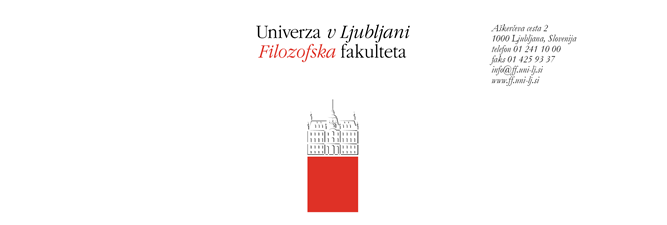 Univerza v Ljubljani
Filozofska fakulteta
Aškerčeva cesta 2
1000 Ljubljana, Slovenija
telefon 01 241 10 00
faks 01 425 93 37
info@ff.uni-lj.si
www.ff.uni-lj.si